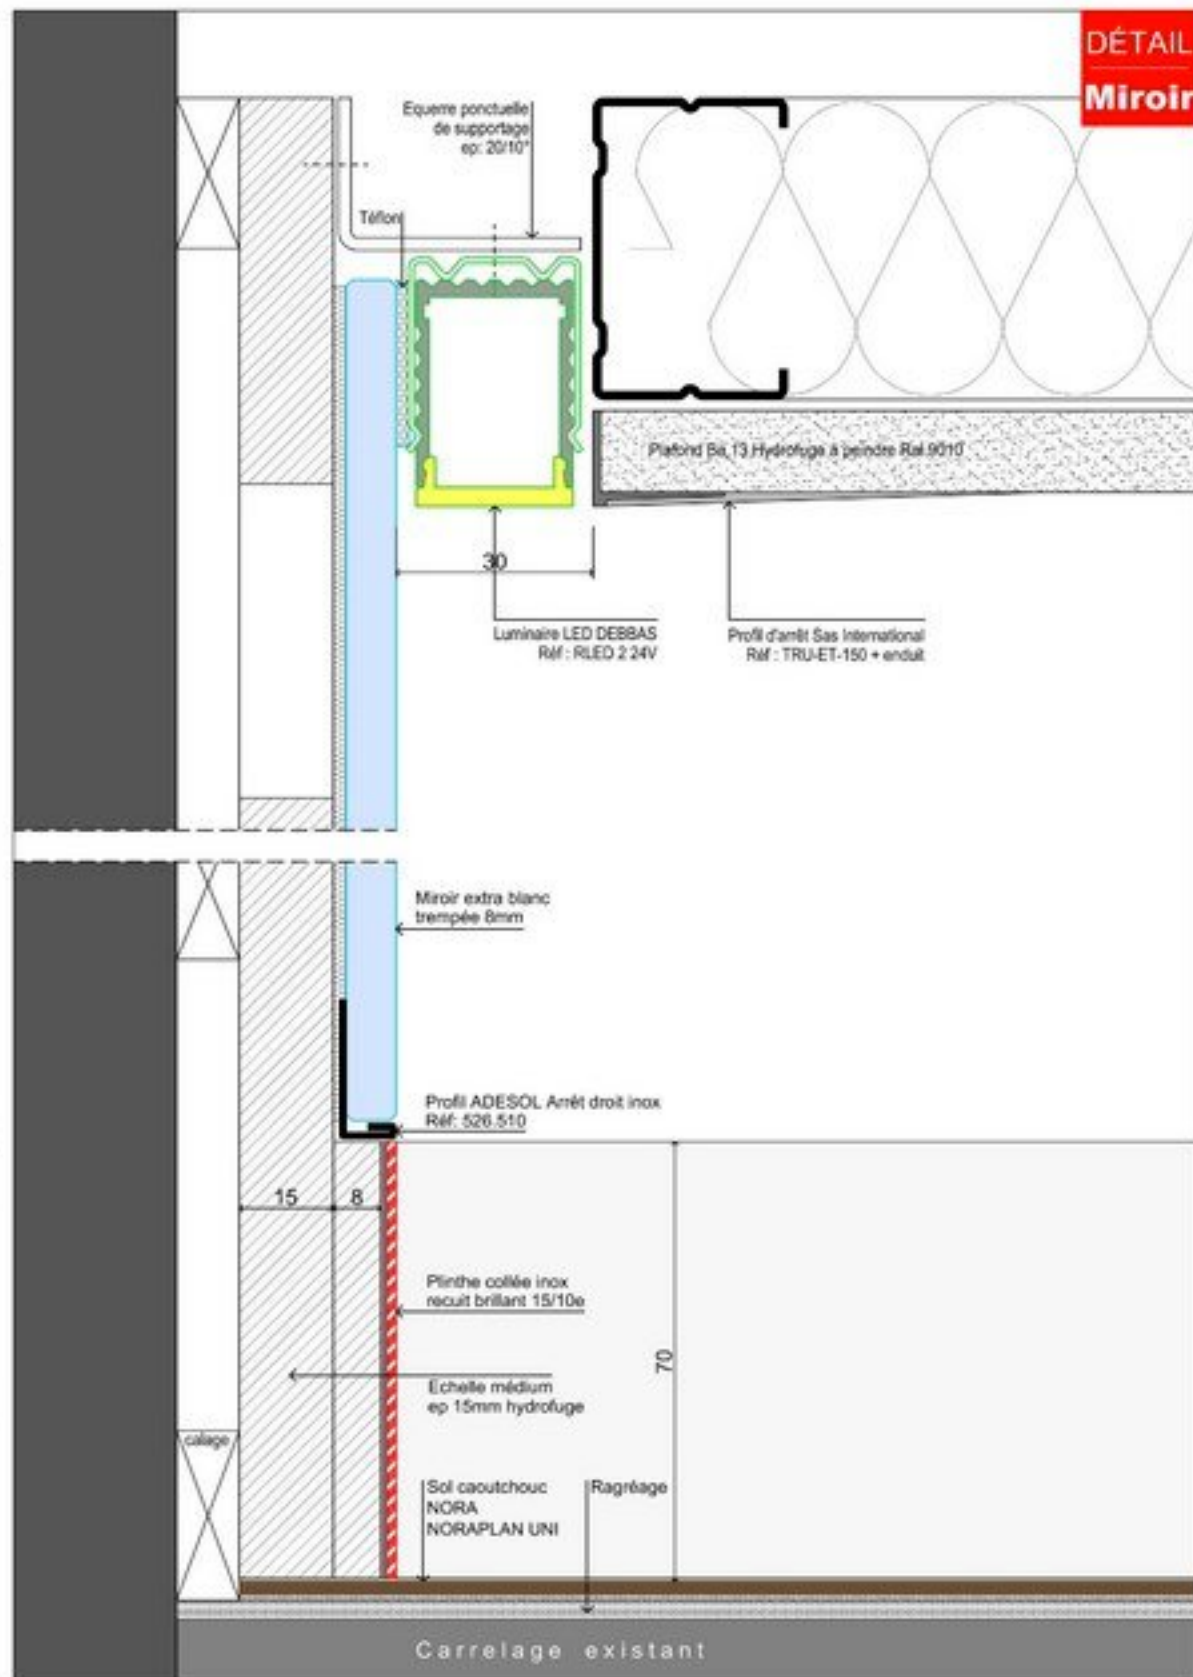 DÉTAIL
Miroir
Equerre ponctuelle
de supportage
ep: 20/10°
Téflon
Plafond Ba 13 Hydrofuge à peindre Ral 9010
30
Luminaire LED DEBBAS
Réf : RLED 2 24V
Profil d'arrêt Sas International
Réf : TRU-ET-150 + enduit
Miroir extra blanc
trempée 8mm
Profil ADESOL Arrêt droit inox
Réf: 526.510
15
8
Plinthe collée inox
recuit brillant 15/10e
70
Echelle médium
ep 15mm hydrofuge
calage
Sol caoutchouc
NORA
NORAPLAN UNI
Ragréage
Carrelage existant